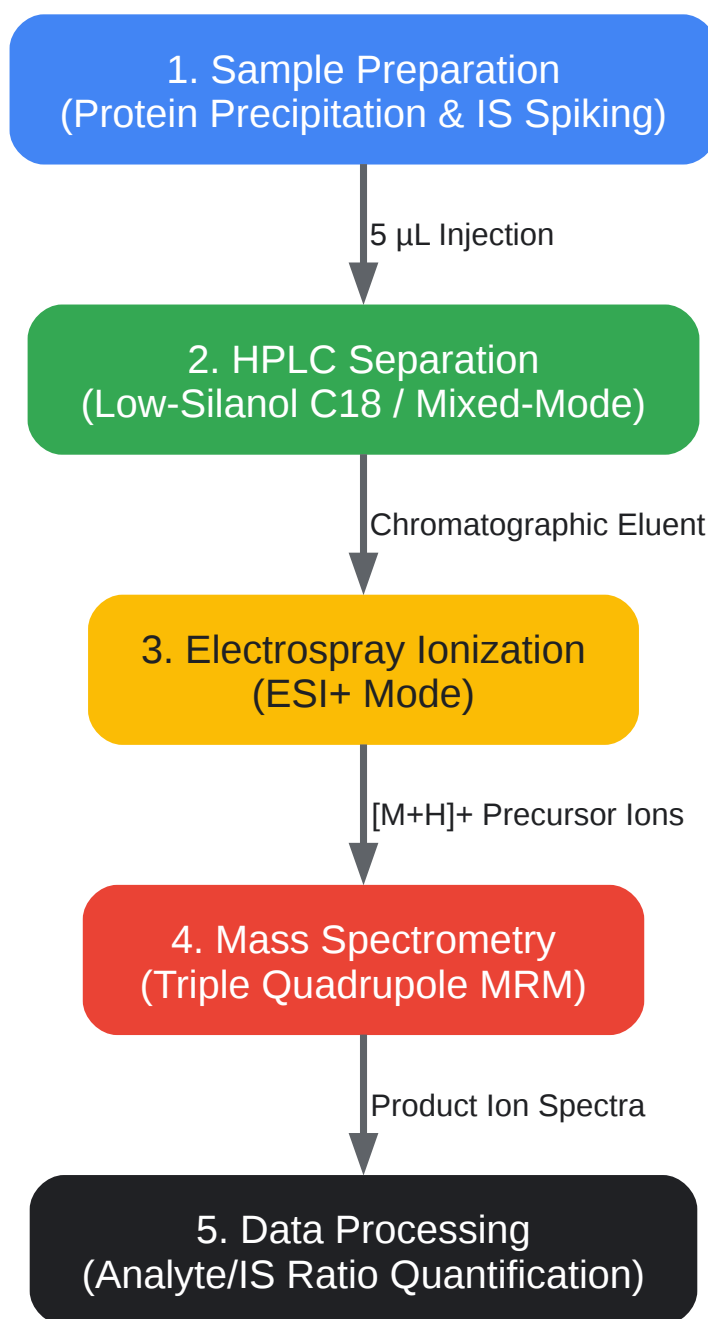 1. Sample Preparation
(Protein Precipitation & IS Spiking)
5 µL Injection
2. HPLC Separation
(Low-Silanol C18 / Mixed-Mode)
Chromatographic Eluent
3. Electrospray Ionization
(ESI+ Mode)
[M+H]+ Precursor Ions
4. Mass Spectrometry
(Triple Quadrupole MRM)
Product Ion Spectra
5. Data Processing
(Analyte/IS Ratio Quantification)